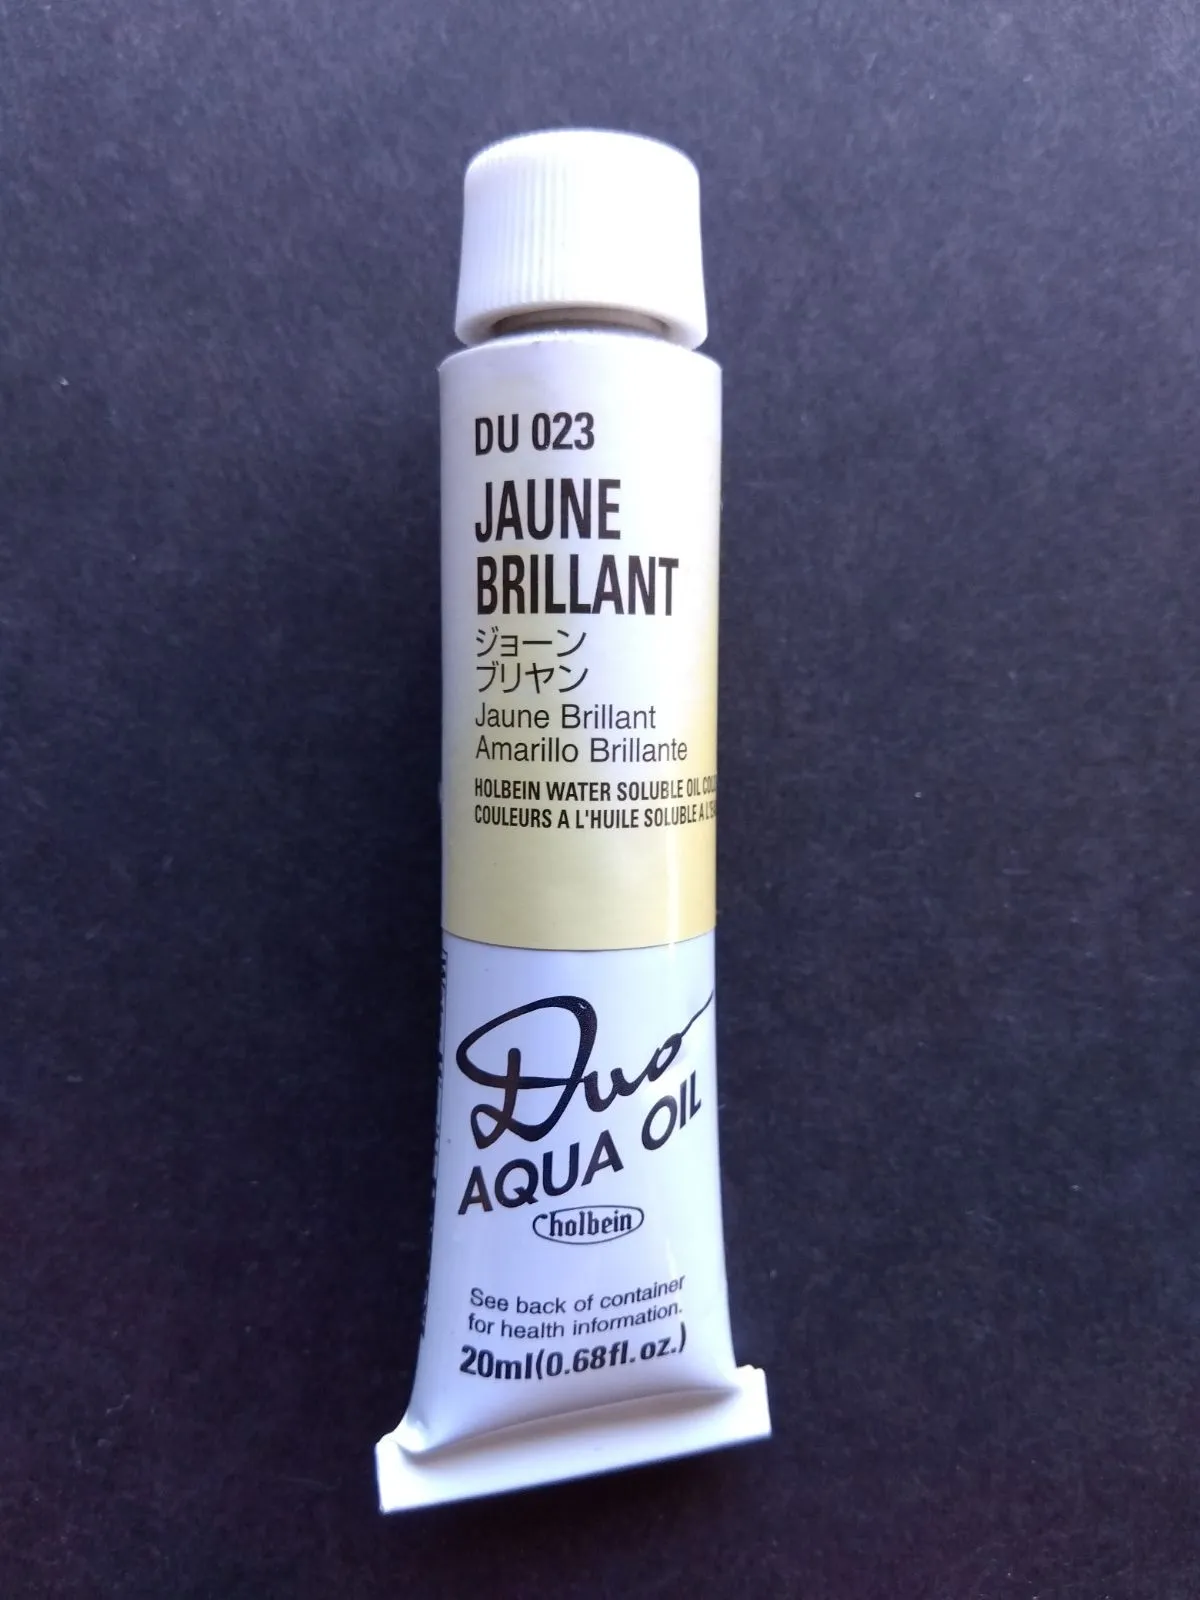 DU 023
JAUNE
BRILLANT
ジョーン
ブリヤン
Jaune Brillant
Amarillo Brillante
HOLBEIN WATER SOLUBLE OIL
COULEURS A L'HUILE SOLUBLE A
Duo
AQUA OIL
holbein
See back of container
for health information.
20ml(0.68fl.oz.)